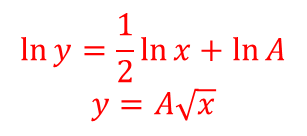 ln y = 1/2 ln x + ln A
y = A√x